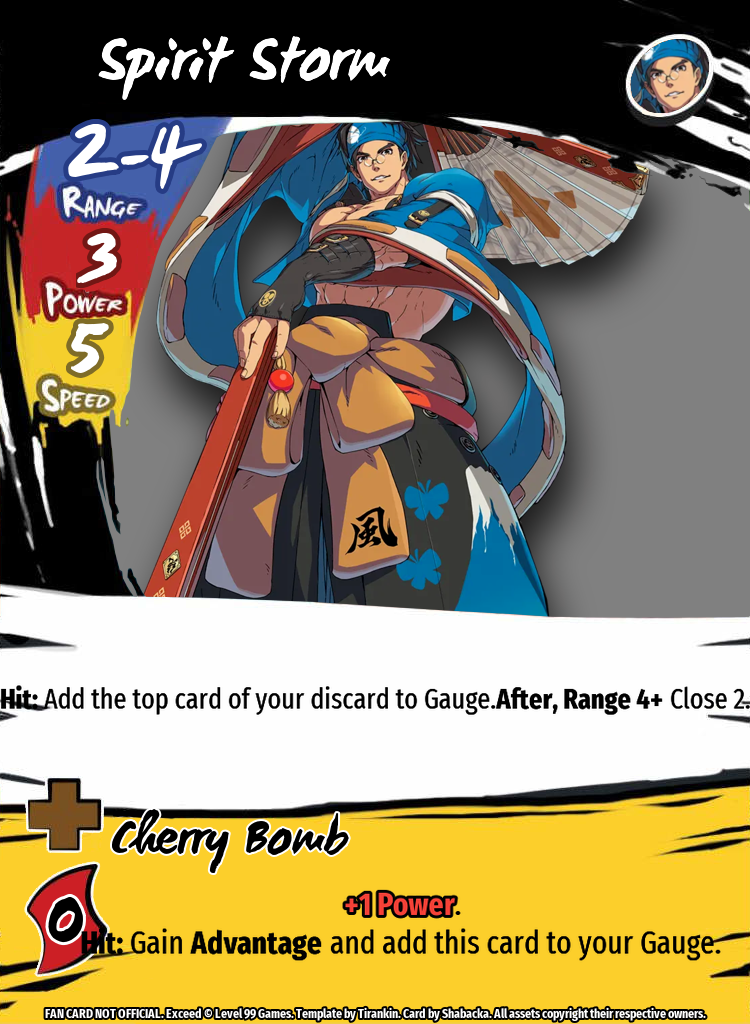 Spirit Storm
2-4
RANGE
3
POWER
5
SPEED
風
Hit: Add the top card of your discard to Gauge.After, Range 4+ Close 2.
Cherry Bomb
0
+1 Power.
Hit: Gain Advantage and add this card to your Gauge.
FAN CARD NOT OFFICIAL. Exceed © Level 99 Games. Template by Tirankin. Card by Shabacka. All assets copyright their respective owners.